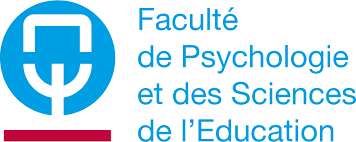 Faculté
de Psychologie
et des Sciences
de l'Education